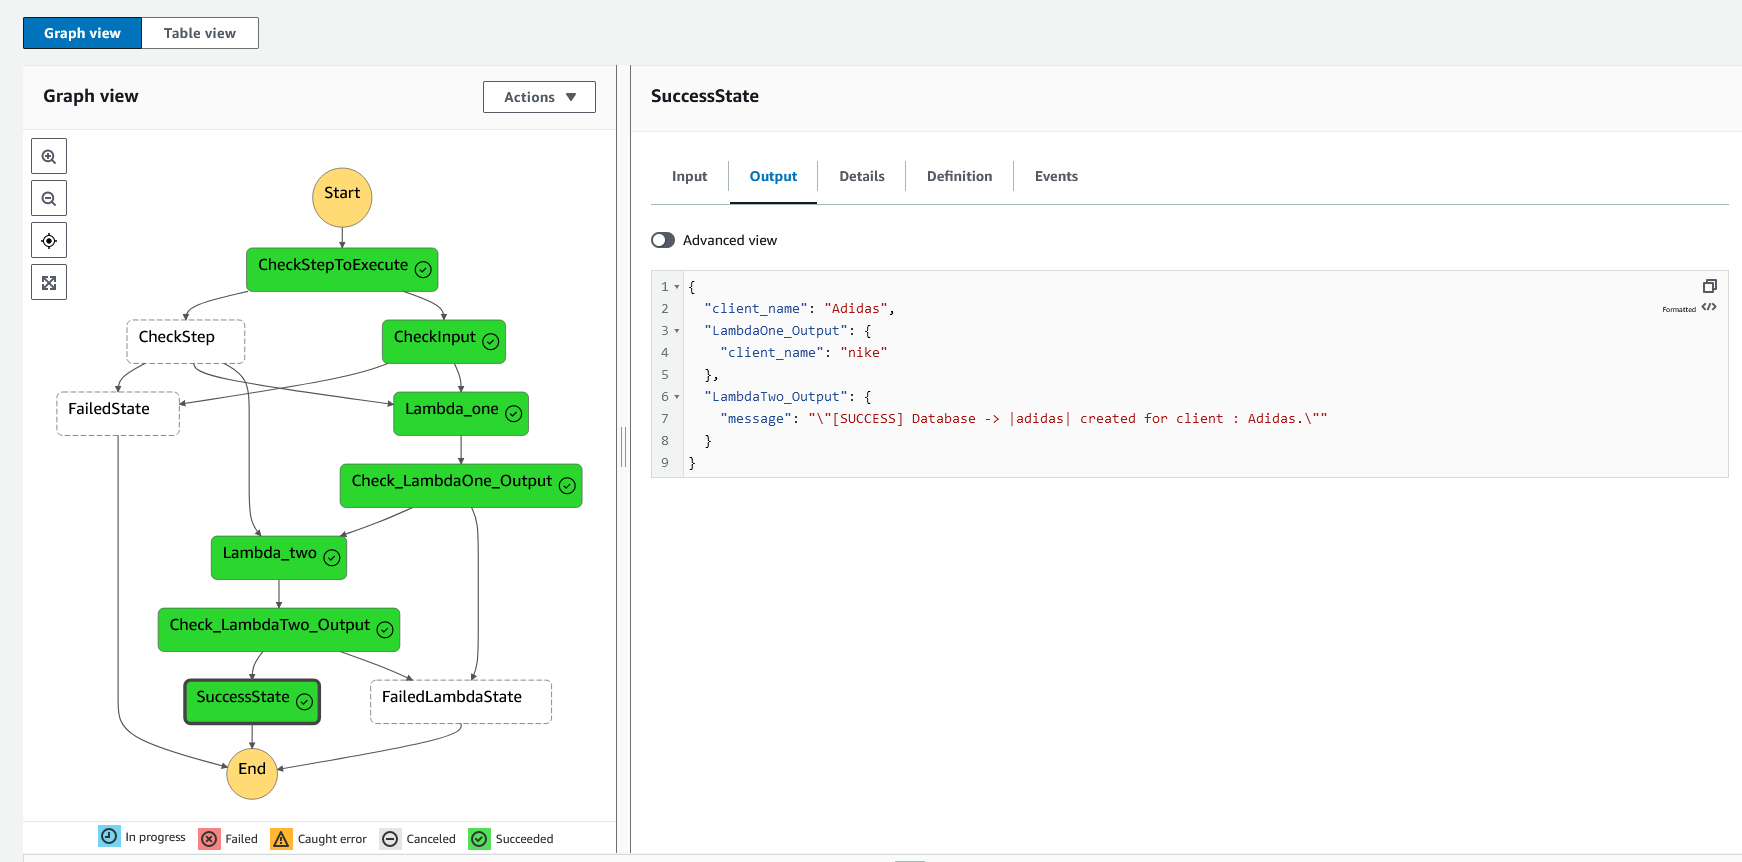 Graph view
Table view
Graph view
Actions
Start
CheckStepToExecute
CheckStep
CheckInput
FailedState
Lambda_one
Check_LambdaOne_Output
Lambda_two
Check_LambdaTwo_Output
SuccessState
FailedLambdaState
End
In progress
Failed
Caught error
Canceled
Succeeded
SuccessState
Input
Output
Details
Definition
Events
Advanced view
1 {
2 "client_name": "Adidas",
3 "LambdaOne_Output": {
4 "client_name": "nike"
5 },
6 "LambdaTwo_Output": {
7 "message": "\"[SUCCESS] Database -> |adidas| created for client : Adidas.\""
8 }
9 }
Formatted </>